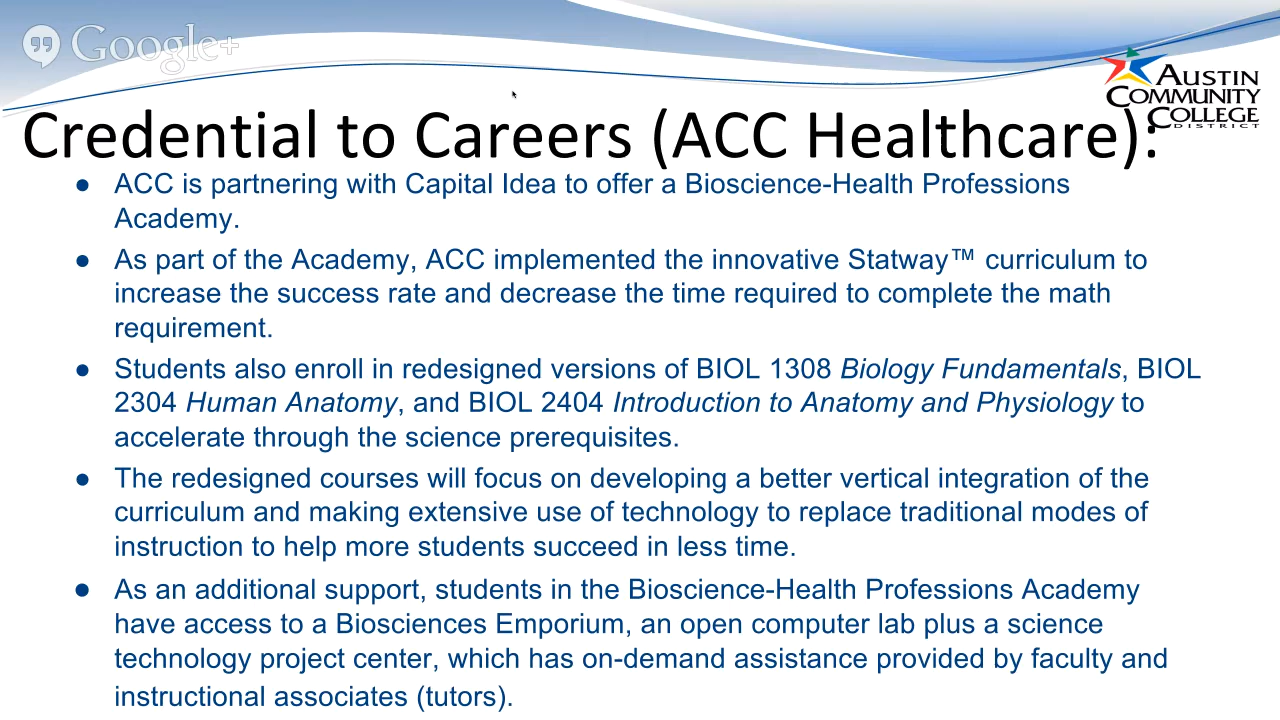 Google+
AUSTIN
COMMUNITY
COLLEGE
DISTRICT
Credential to Careers (ACC Healthcare):
● ACC is partnering with Capital Idea to offer a Bioscience-Health Professions
Academy.
● As part of the Academy, ACC implemented the innovative Statway™ curriculum to
increase the success rate and decrease the time required to complete the math
requirement.
● Students also enroll in redesigned versions of BIOL 1308 Biology Fundamentals, BIOL
2304 Human Anatomy, and BIOL 2404 Introduction to Anatomy and Physiology to
accelerate through the science prerequisites.
● The redesigned courses will focus on developing a better vertical integration of the
curriculum and making extensive use of technology to replace traditional modes of
instruction to help more students succeed in less time.
● As an additional support, students in the Bioscience-Health Professions Academy
have access to a Biosciences Emporium, an open computer lab plus a science
technology project center, which has on-demand assistance provided by faculty and
instructional associates (tutors).